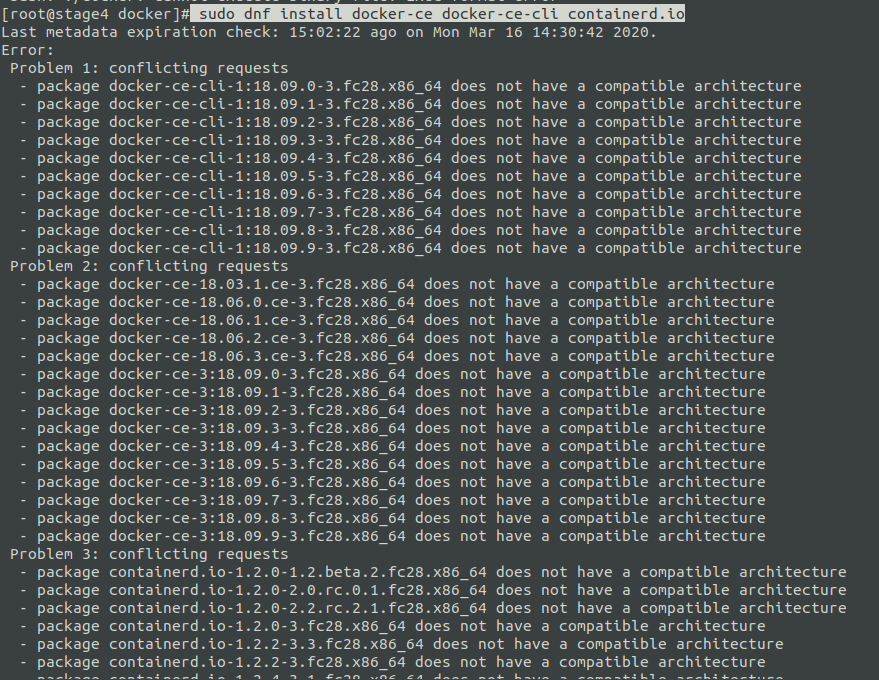 [root@stage4 docker]# sudo dnf install docker-ce docker-ce-cli containerd.io
Last metadata expiration check: 15:02:22 ago on Mon Mar 16 14:30:42 2020.
Error:
 Problem 1: conflicting requests
  - package docker-ce-cli-1:18.09.0-3.fc28.x86_64 does not have a compatible architecture
  - package docker-ce-cli-1:18.09.1-3.fc28.x86_64 does not have a compatible architecture
  - package docker-ce-cli-1:18.09.2-3.fc28.x86_64 does not have a compatible architecture
  - package docker-ce-cli-1:18.09.3-3.fc28.x86_64 does not have a compatible architecture
  - package docker-ce-cli-1:18.09.4-3.fc28.x86_64 does not have a compatible architecture
  - package docker-ce-cli-1:18.09.5-3.fc28.x86_64 does not have a compatible architecture
  - package docker-ce-cli-1:18.09.6-3.fc28.x86_64 does not have a compatible architecture
  - package docker-ce-cli-1:18.09.7-3.fc28.x86_64 does not have a compatible architecture
  - package docker-ce-cli-1:18.09.8-3.fc28.x86_64 does not have a compatible architecture
  - package docker-ce-cli-1:18.09.9-3.fc28.x86_64 does not have a compatible architecture
 Problem 2: conflicting requests
  - package docker-ce-18.03.1.ce-3.fc28.x86_64 does not have a compatible architecture
  - package docker-ce-18.06.0.ce-3.fc28.x86_64 does not have a compatible architecture
  - package docker-ce-18.06.1.ce-3.fc28.x86_64 does not have a compatible architecture
  - package docker-ce-18.06.2.ce-3.fc28.x86_64 does not have a compatible architecture
  - package docker-ce-18.06.3.ce-3.fc28.x86_64 does not have a compatible architecture
  - package docker-ce-3:18.09.0-3.fc28.x86_64 does not have a compatible architecture
  - package docker-ce-3:18.09.1-3.fc28.x86_64 does not have a compatible architecture
  - package docker-ce-3:18.09.2-3.fc28.x86_64 does not have a compatible architecture
  - package docker-ce-3:18.09.3-3.fc28.x86_64 does not have a compatible architecture
  - package docker-ce-3:18.09.4-3.fc28.x86_64 does not have a compatible architecture
  - package docker-ce-3:18.09.5-3.fc28.x86_64 does not have a compatible architecture
  - package docker-ce-3:18.09.6-3.fc28.x86_64 does not have a compatible architecture
  - package docker-ce-3:18.09.7-3.fc28.x86_64 does not have a compatible architecture
  - package docker-ce-3:18.09.8-3.fc28.x86_64 does not have a compatible architecture
  - package docker-ce-3:18.09.9-3.fc28.x86_64 does not have a compatible architecture
 Problem 3: conflicting requests
  - package containerd.io-1.2.0-1.2.beta.2.fc28.x86_64 does not have a compatible architecture
  - package containerd.io-1.2.0-2.0.rc.0.1.fc28.x86_64 does not have a compatible architecture
  - package containerd.io-1.2.0-2.2.rc.2.1.fc28.x86_64 does not have a compatible architecture
  - package containerd.io-1.2.0-3.fc28.x86_64 does not have a compatible architecture
  - package containerd.io-1.2.2-3.3.fc28.x86_64 does not have a compatible architecture
  - package containerd.io-1.2.2-3.fc28.x86_64 does not have a compatible architecture